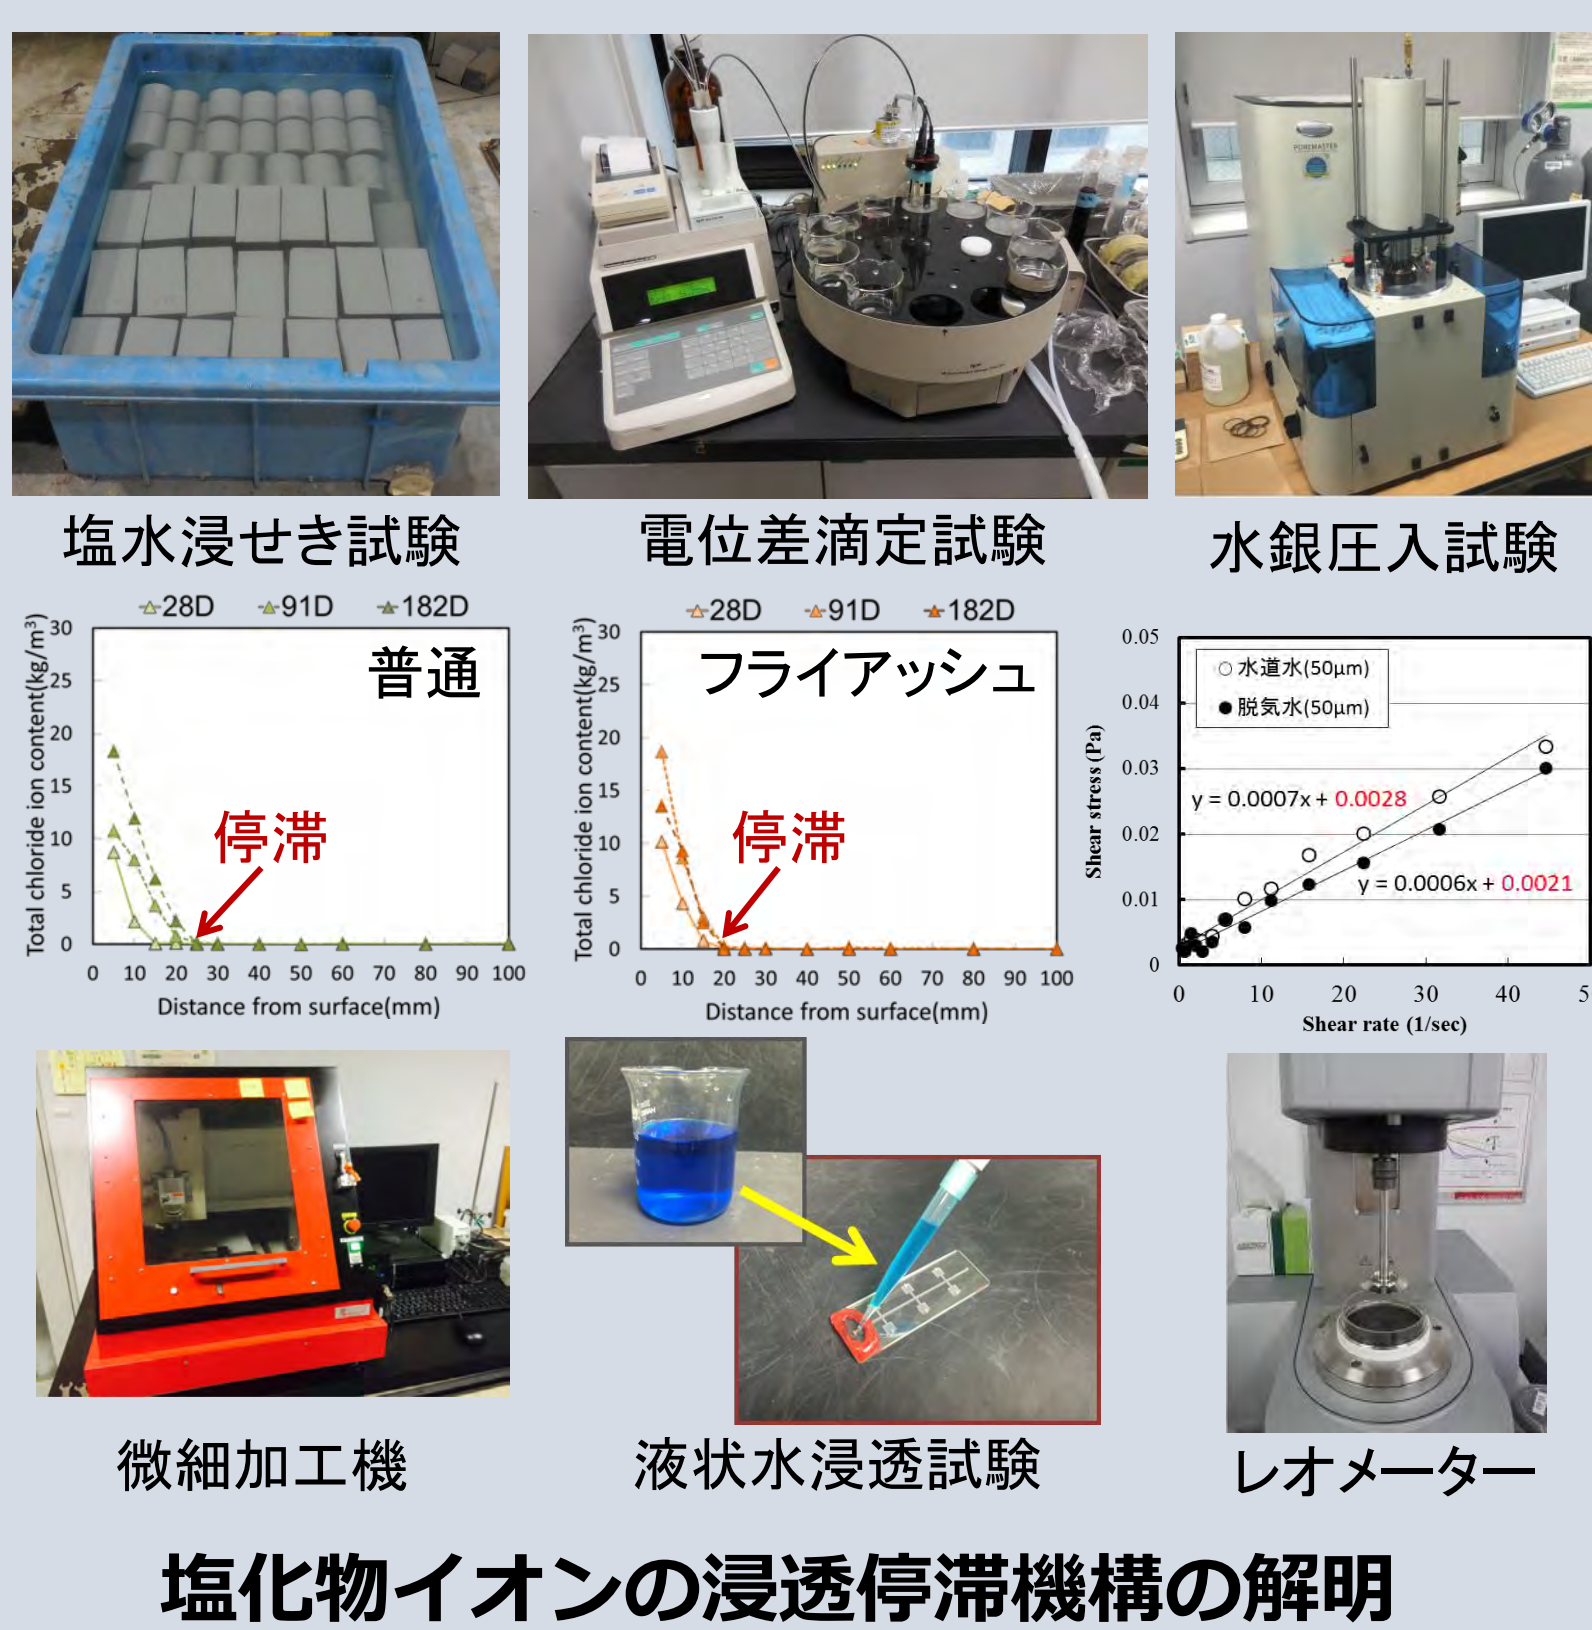 POREMASTER
塩水浸せき試験
電位差滴定試験
水銀圧入試験
28D 91D 182D
普通
停滞
Total chloride ion content(kg/m³)
30
25
20
15
10
5
0
0 10 20 30 40 50 60 70 80 90 100
Distance from surface(mm)
28D 91D 182D
フライアッシュ
停滞
Total chloride ion content(kg/m³)
30
25
20
15
10
5
0
0 10 20 30 40 50 60 70 80 90 100
Distance from surface(mm)
水道水(50μm)
脱気水(50μm)
y = 0.0007x + 0.0028
y = 0.0006x + 0.0021
Shear stress (Pa)
0.05
0.04
0.03
0.02
0.01
0
0 10 20 30 40 5
Shear rate (1/sec)
微細加工機
液状水浸透試験
レオメーター
塩化物イオンの浸透停滞機構の解明